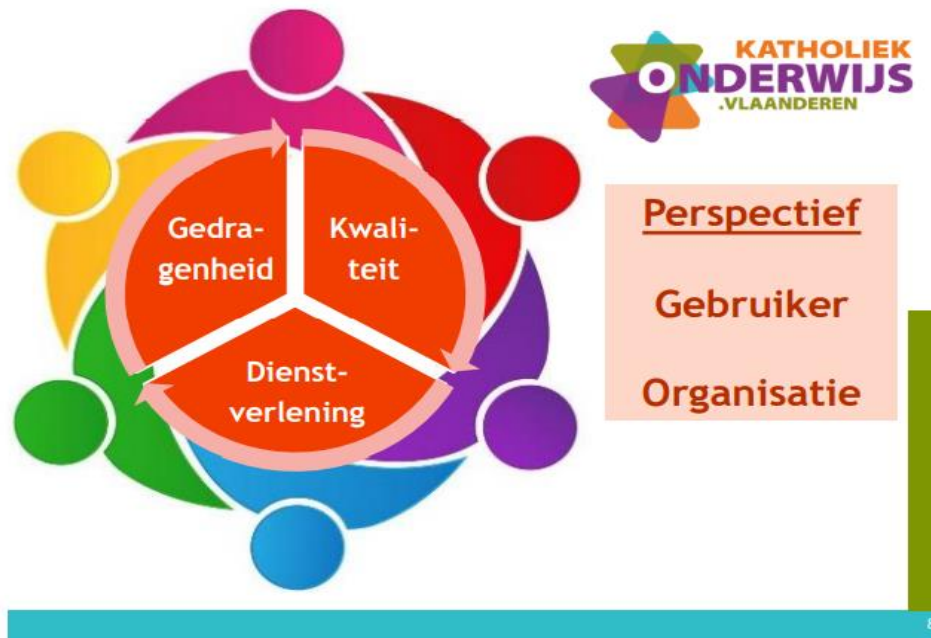 KATHOLIEK
ONDERWIJS
.VLAANDEREN
Gedra-
genheid
Kwali-
teit
Dienst-
verlening
Perspectief
Gebruiker
Organisatie